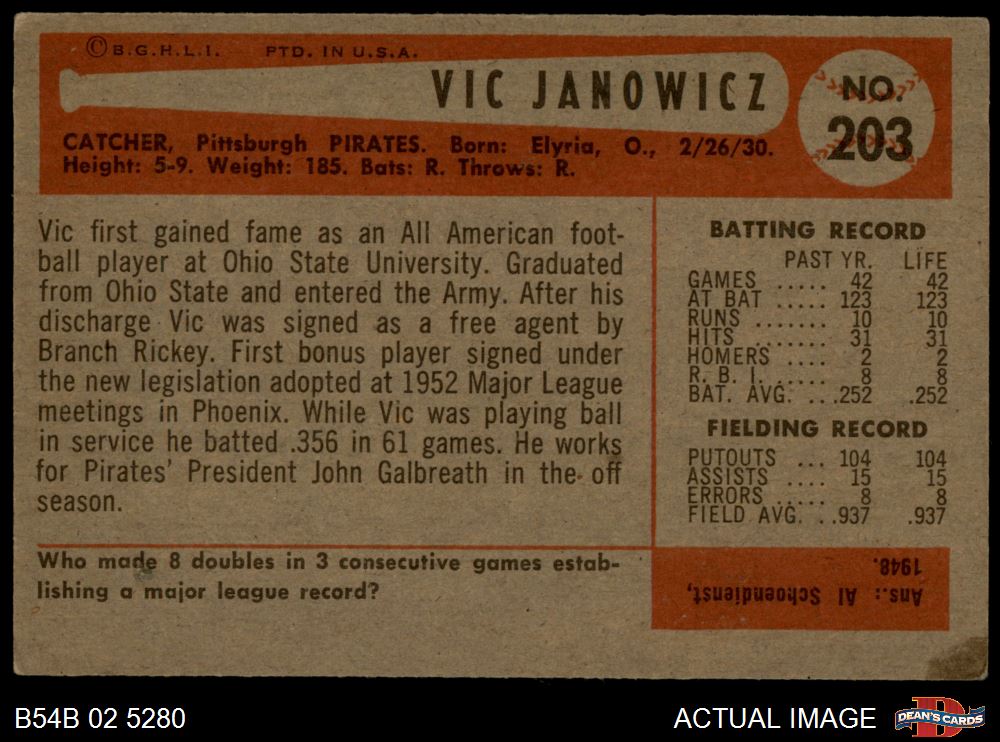 ©B.G.H.L.I. PTD. IN U.S.A.
VIC JANOWICZ
NO.
203
CATCHER, Pittsburgh PIRATES. Born: Elyria, O., 2/26/30.
Height: 5-9. Weight: 185. Bats: R. Throws: R.
Vic first gained fame as an All American foot-
ball player at Ohio State University. Graduated
from Ohio State and entered the Army. After his
discharge Vic was signed as a free agent by
Branch Rickey. First bonus player signed under
the new legislation adopted at 1952 Major League
meetings in Phoenix. While Vic was playing ball
in service he batted .356 in 61 games. He works
for Pirates' President John Galbreath in the off
season.
BATTING RECORD
PAST YR. LIFE
GAMES ..... 42 42
AT BAT ..... 123 123
RUNS ....... 10 10
HITS ....... 31 31
HOMERS .... 2 2
R. B. I. ..... 8 8
BAT. AVG. ...252 .252
FIELDING RECORD
PUTOUTS ... 104 104
ASSISTS .... 15 15
ERRORS ..... 8 8
FIELD AVG. ..937 .937
Who made 8 doubles in 3 consecutive games estab-
lishing a major league record?
Ans.: Al Schoendienst,
1948.
B54B 02 5280
ACTUAL IMAGE
D
DEAN'S CARDS